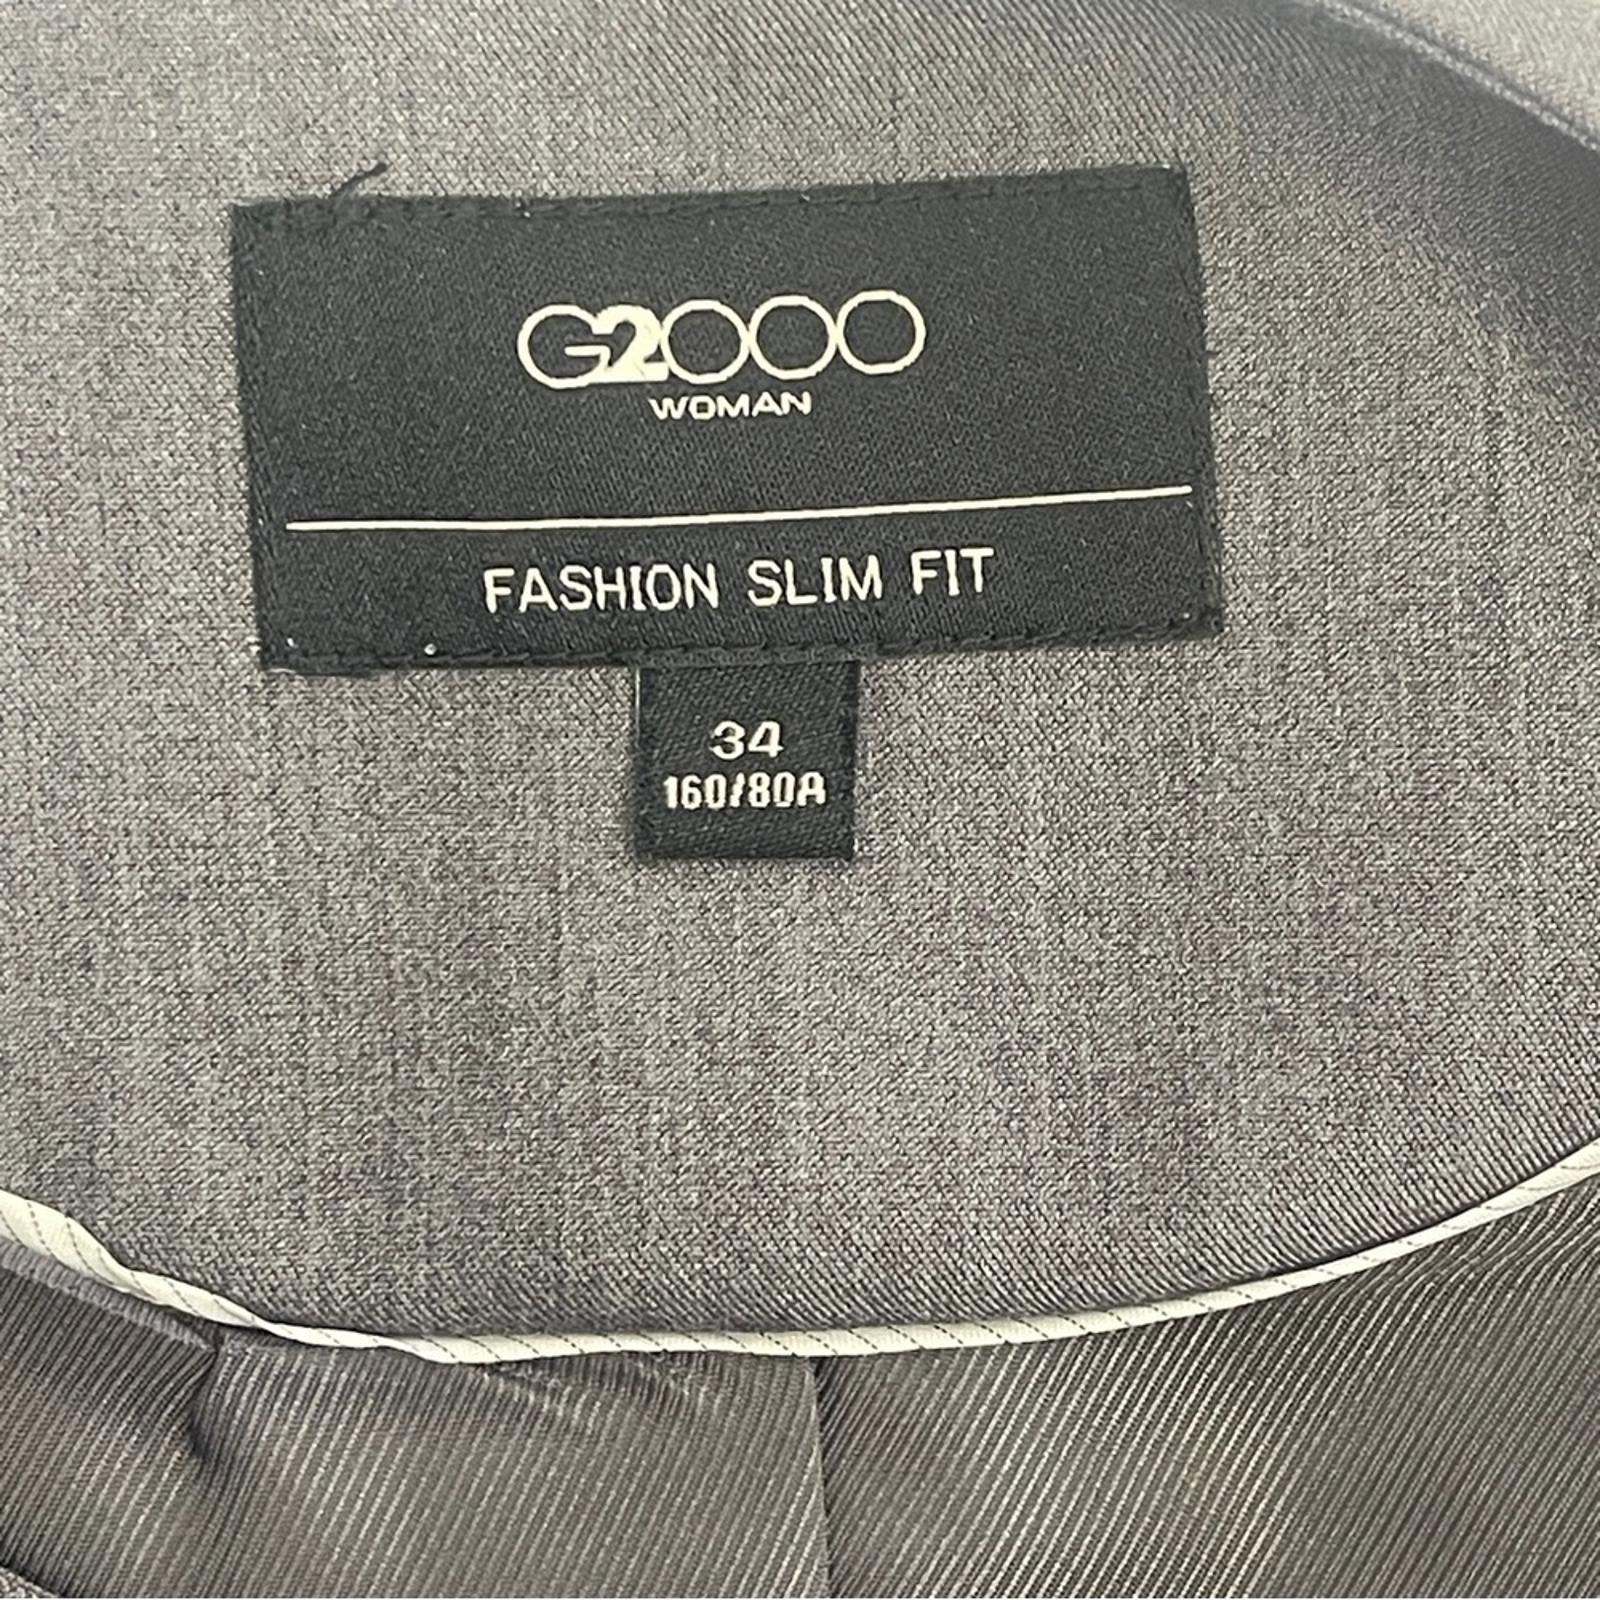 G2000
WOMAN
FASHION SLIM FIT
34
160/80A